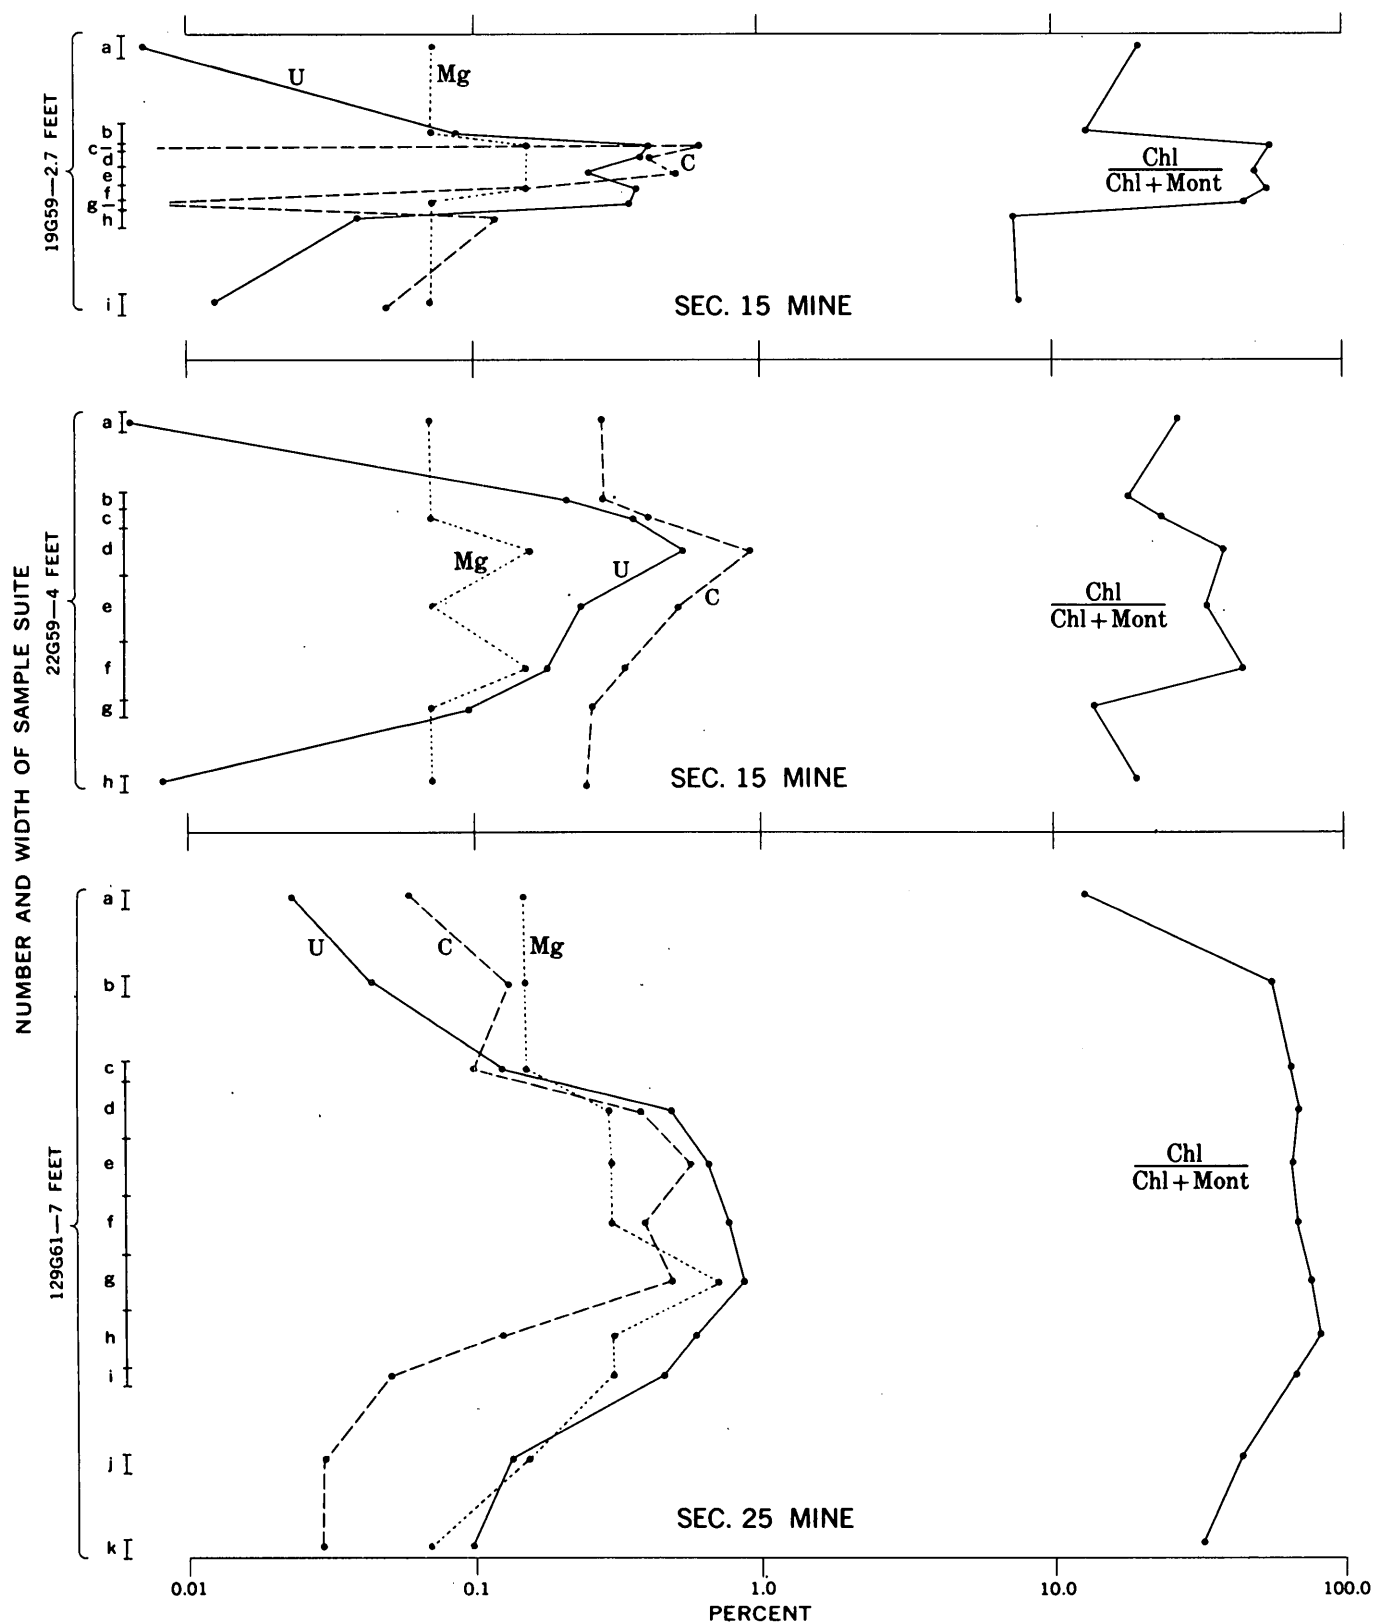 NUMBER AND WIDTH OF SAMPLE SUITE
19G59—2.7 FEET
a
b
c
d
e
f
g
h
i
U
Mg
C
Chl
Chl + Mont
SEC. 15 MINE
22G59—4 FEET
a
b
c
d
e
f
g
h
Mg
U
C
Chl
Chl + Mont
SEC. 15 MINE
129G61—7 FEET
a
b
c
d
e
f
g
h
i
j
k
U
C
Mg
Chl
Chl + Mont
SEC. 25 MINE
0.01 0.1 1.0 10.0 100.0
PERCENT